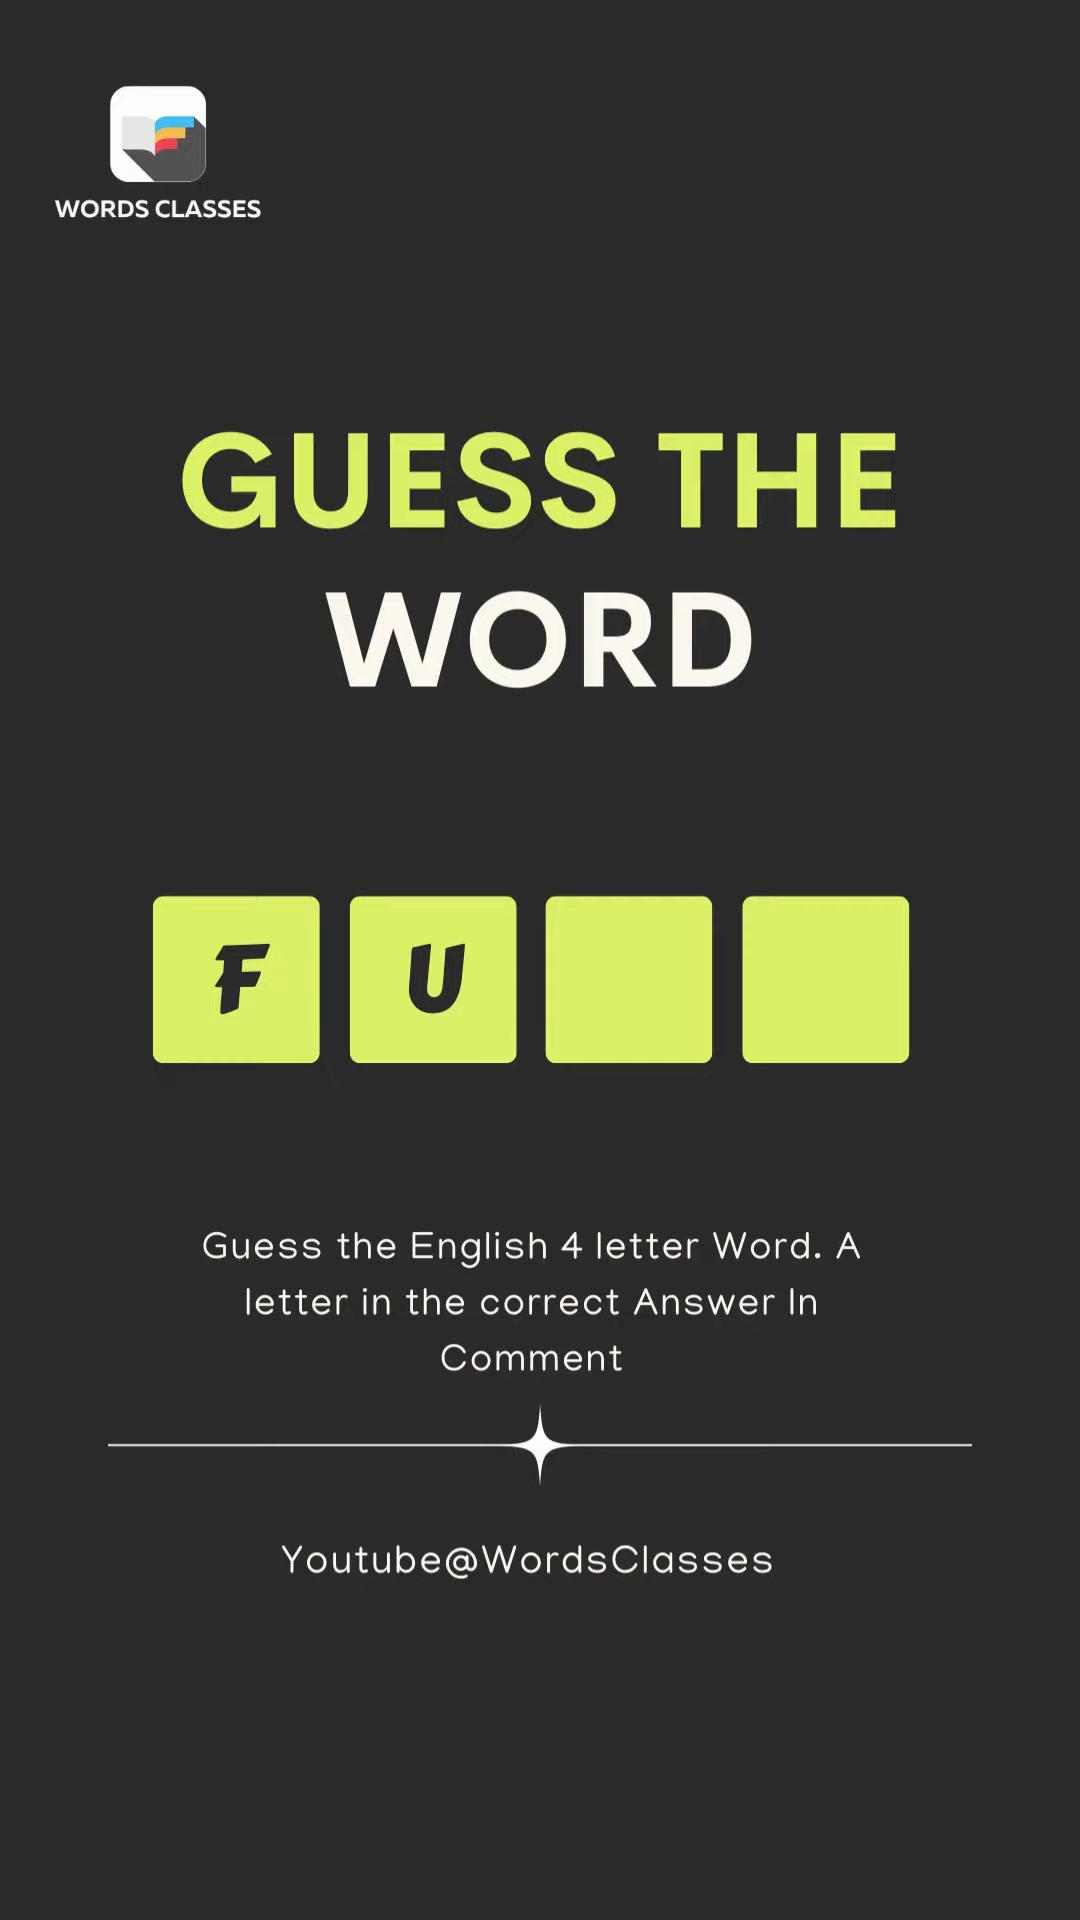 WORDS CLASSES
GUESS THE
WORD
F U
Guess the English 4 letter Word. A
letter in the correct Answer In
Comment
Youtube@WordsClasses